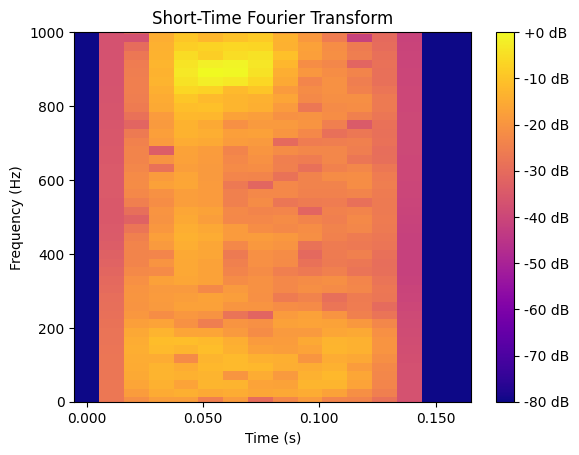 Short-Time Fourier Transform
Frequency (Hz)
1000
800
600
400
200
0
0.000
0.050
0.100
0.150
Time (s)
+0 dB
-10 dB
-20 dB
-30 dB
-40 dB
-50 dB
-60 dB
-70 dB
-80 dB